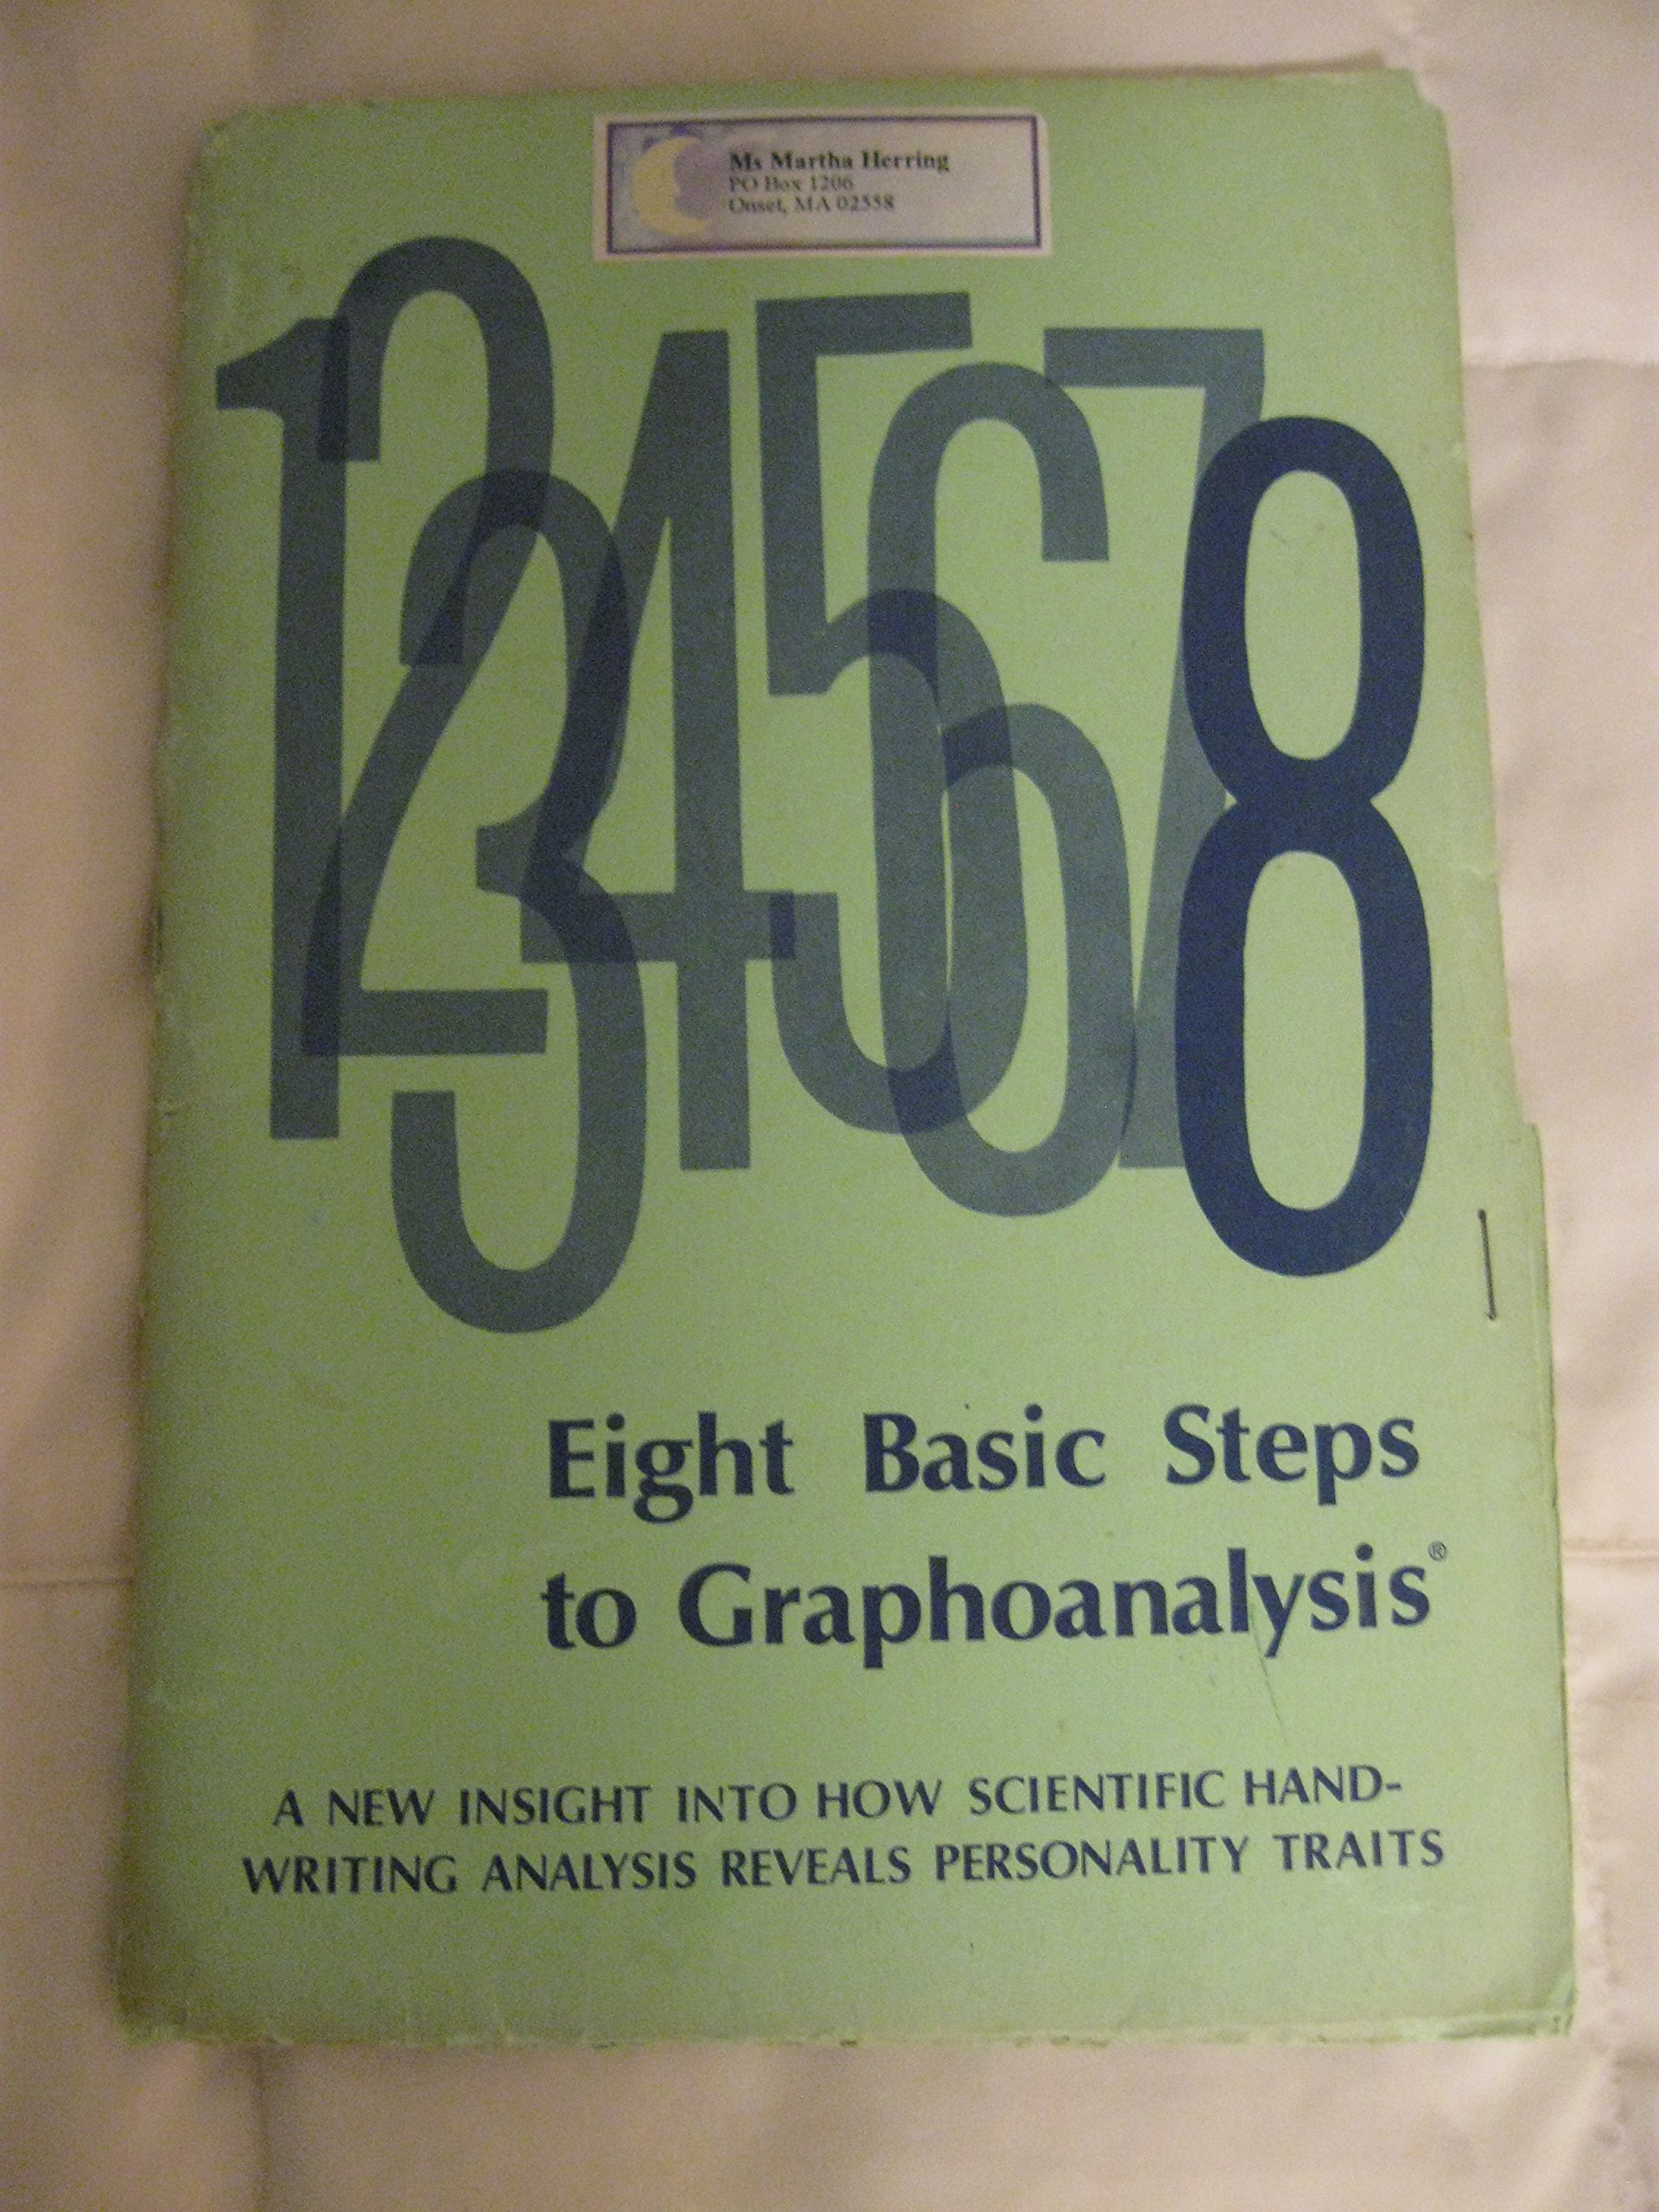 Ms Martha Herring
PO Box 1206
Onset, MA 02558
12345678
Eight Basic Steps
to Graphoanalysis®
A NEW INSIGHT INTO HOW SCIENTIFIC HAND-
WRITING ANALYSIS REVEALS PERSONALITY TRAITS